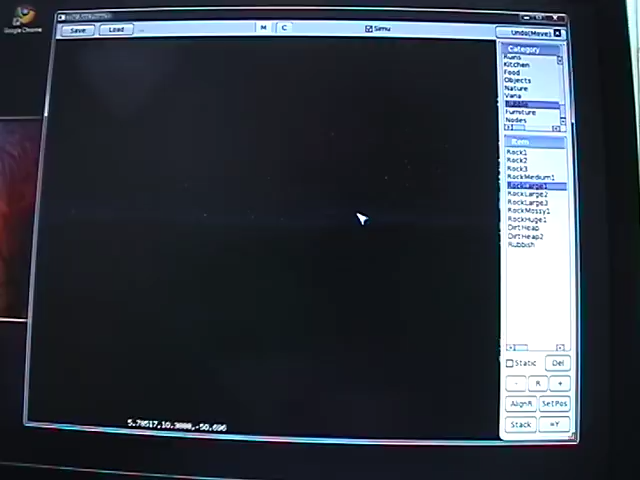 Google Chrome
Save
Load
...
M
C
Simu
Undo(Move)
Category
Ruins
Kitchen
Food
Objects
Nature
Vana
Furniture
Nodes
Item
Rock1
Rock2
Rock3
RockMedium1
RockLarge1
RockLarge2
RockLarge3
RockMossy1
RockHuge1
DirtHeap
DirtHeap2
Rubbish
Static
Del
-
R
+
AlignR
SetPos
Stack
=Y